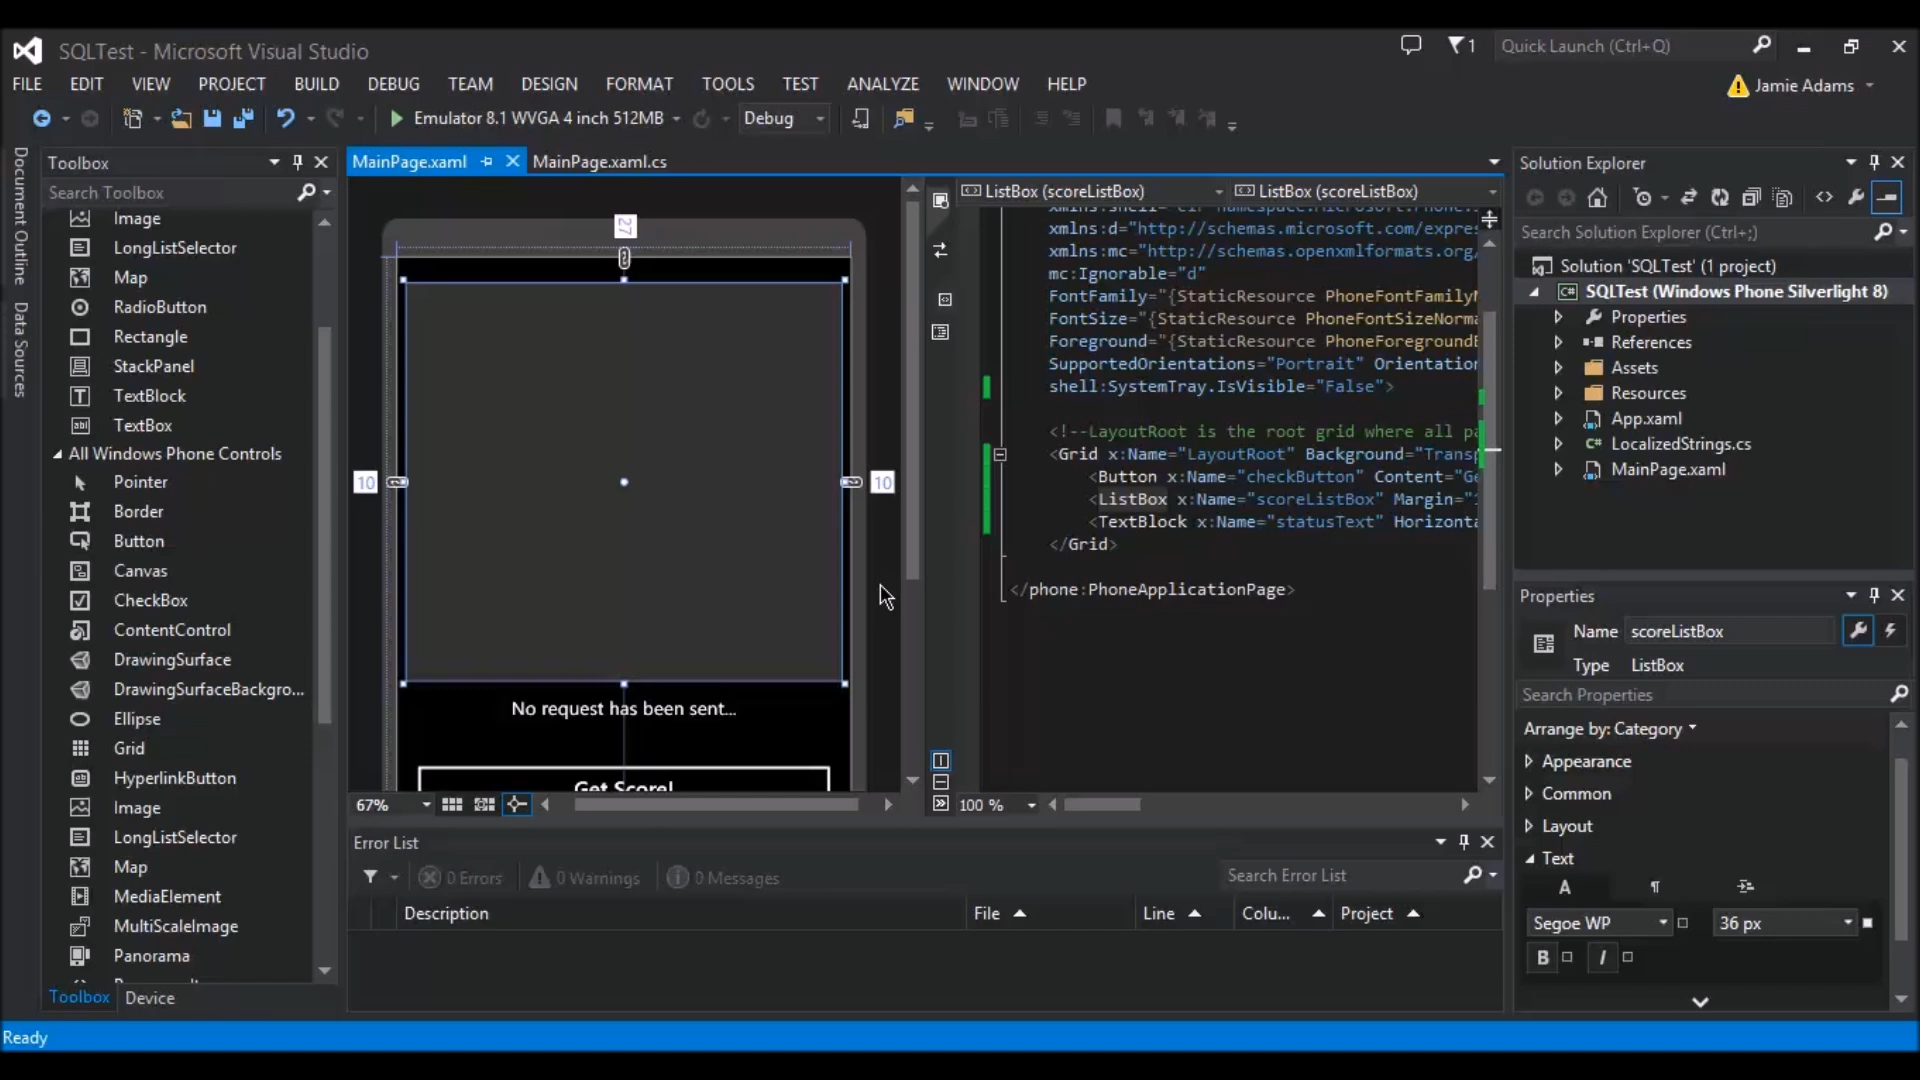 SQLTest - Microsoft Visual Studio
1
Quick Launch (Ctrl+Q)
FILE EDIT VIEW PROJECT BUILD DEBUG TEAM DESIGN FORMAT TOOLS TEST ANALYZE WINDOW HELP
Jamie Adams
Emulator 8.1 WVGA 4 inch 512MB
Debug
Document Outline
Data Sources
Toolbox
Search Toolbox
Image
LongListSelector
Map
RadioButton
Rectangle
StackPanel
TextBlock
TextBox
All Windows Phone Controls
Pointer
Border
Button
Canvas
CheckBox
ContentControl
DrawingSurface
DrawingSurfaceBackgro...
Ellipse
Grid
HyperlinkButton
Image
LongListSelector
Map
MediaElement
MultiScaleImage
Panorama
Toolbox Device
MainPage.xaml
MainPage.xaml.cs
27
10
10
No request has been sent...
Get Score!
67%
ListBox (scoreListBox)
ListBox (scoreListBox)
xmlns:d="http://schemas.microsoft.com/expre
xmlns:mc="http://schemas.openxmlformats.org/
mc:Ignorable="d"
FontFamily="{StaticResource PhoneFontFamilyN
FontSize="{StaticResource PhoneFontSizeNorma
Foreground="{StaticResource PhoneForegroundB
SupportedOrientations="Portrait" Orientation
shell:SystemTray.IsVisible="False">
<!--LayoutRoot is the root grid where all pa
<Grid x:Name="LayoutRoot" Background="Transp
<Button x:Name="checkButton" Content="Ge
<ListBox x:Name="scoreListBox" Margin="1
<TextBlock x:Name="statusText" Horizonta
</Grid>
</phone:PhoneApplicationPage>
100 %
Error List
0 Errors
0 Warnings
0 Messages
Search Error List
Description File Line Colu... Project
Solution Explorer
Search Solution Explorer (Ctrl+;)
Solution 'SQLTest' (1 project)
C# SQLTest (Windows Phone Silverlight 8)
Properties
References
Assets
Resources
App.xaml
C# LocalizedStrings.cs
MainPage.xaml
Properties
Name scoreListBox
Type ListBox
Search Properties
Arrange by: Category
Appearance
Common
Layout
Text
A ¶
Segoe WP
36 px
B I
Ready